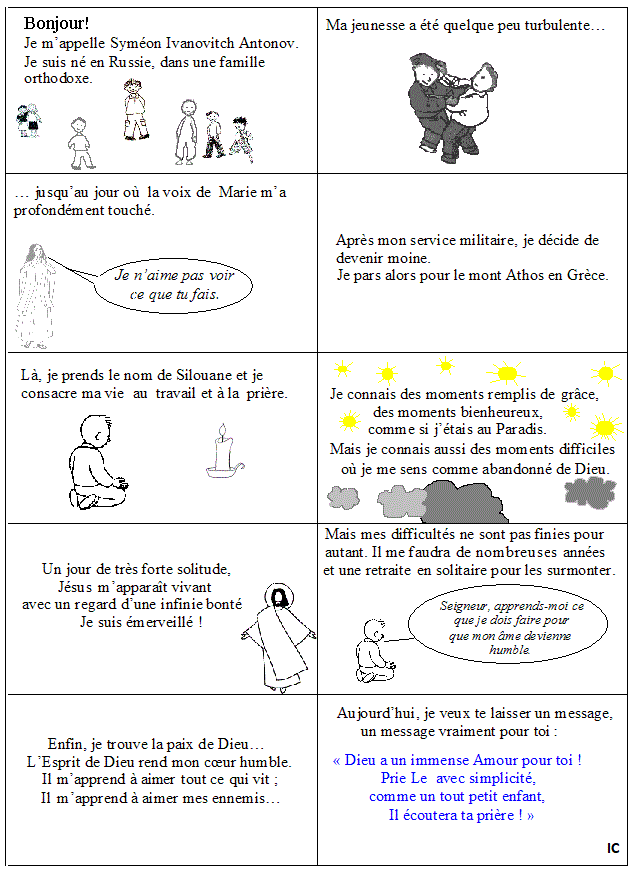 Bonjour!
Je m'appelle Syméon Ivanovitch Antonov.
Je suis né en Russie, dans une famille
orthodoxe.
Ma jeunesse a été quelque peu turbulente…
… jusqu'au jour où la voix de Marie m'a
profondément touché.
Je n'aime pas voir
ce que tu fais.
Après mon service militaire, je décide de
devenir moine.
Je pars alors pour le mont Athos en Grèce.
Là, je prends le nom de Silouane et je
consacre ma vie au travail et à la prière.
Je connais des moments remplis de grâce,
des moments bienheureux,
comme si j'étais au Paradis.
Mais je connais aussi des moments difficiles
où je me sens comme abandonné de Dieu.
Un jour de très forte solitude,
Jésus m'apparaît vivant
avec un regard d'une infinie bonté
Je suis émerveillé !
Mais mes difficultés ne sont pas finies pour
autant. Il me faudra de nombreuses années
et une retraite en solitaire pour les surmonter.
Seigneur, apprends-moi ce
que je dois faire pour
que mon âme devienne
humble.
Enfin, je trouve la paix de Dieu…
L'Esprit de Dieu rend mon cœur humble.
Il m'apprend à aimer tout ce qui vit ;
Il m'apprend à aimer mes ennemis…
Aujourd'hui, je veux te laisser un message,
un message vraiment pour toi :
« Dieu a un immense Amour pour toi !
Prie Le avec simplicité,
comme un tout petit enfant,
Il écoutera ta prière ! »
IC